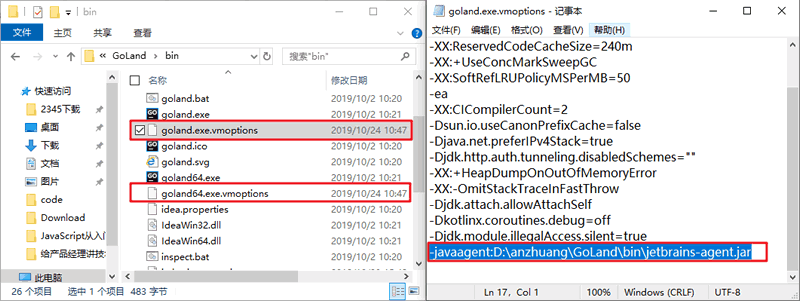 bin
文件
主页
共享
查看
GoLand
bin
搜索"bin"
名称
修改日期
快速访问
2345下载
桌面
下载
文档
图片
code
Download
JavaScript从入门
给产品经理讲技
此电脑
goland.bat 2019/10/2 10:20
goland.exe 2019/10/2 10:21
goland.exe.vmoptions 2019/10/24 10:47
goland.ico 2019/10/2 10:20
goland.svg 2019/10/2 10:20
goland64.exe 2019/10/2 10:21
goland64.exe.vmoptions 2019/10/24 10:47
idea.properties 2019/10/2 10:20
IdeaWin32.dll 2019/10/2 10:21
IdeaWin64.dll 2019/10/2 10:21
inspect.bat 2019/10/2 10:20
26 个项目 选中 1 个项目 483 字节
goland.exe.vmoptions - 记事本
文件(F) 编辑(E) 格式(O) 查看(V) 帮助(H)
-XX:ReservedCodeCacheSize=240m
-XX:+UseConcMarkSweepGC
-XX:SoftRefLRUPolicyMSPerMB=50
-ea
-XX:CICompilerCount=2
-Dsun.io.useCanonPrefixCache=false
-Djava.net.preferIPv4Stack=true
-Djdk.http.auth.tunneling.disabledSchemes=""
-XX:+HeapDumpOnOutOfMemoryError
-XX:-OmitStackTraceInFastThrow
-Djdk.attach.allowAttachSelf
-Dkotlinx.coroutines.debug=off
-Djdk.module.illegalAccess.silent=true
-javaagent:D:\anzhuang\GoLand\bin\jetbrains-agent.jar
Ln 17, Col 1 100% Windows (CRLF) UTF-8